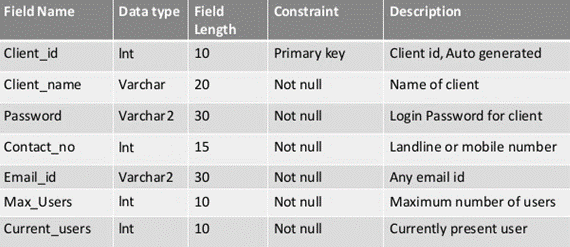 Field Name Data type Field Length Constraint Description
Client_id Int 10 Primary key Client id, Auto generated
Client_name Varchar 20 Not null Name of client
Password Varchar2 30 Not null Login Password for client
Contact_no Int 15 Not null Landline or mobile number
Email_id Varchar2 30 Not null Any email id
Max_Users Int 10 Not null Maximum number of users
Current_users Int 10 Not null Currently present user